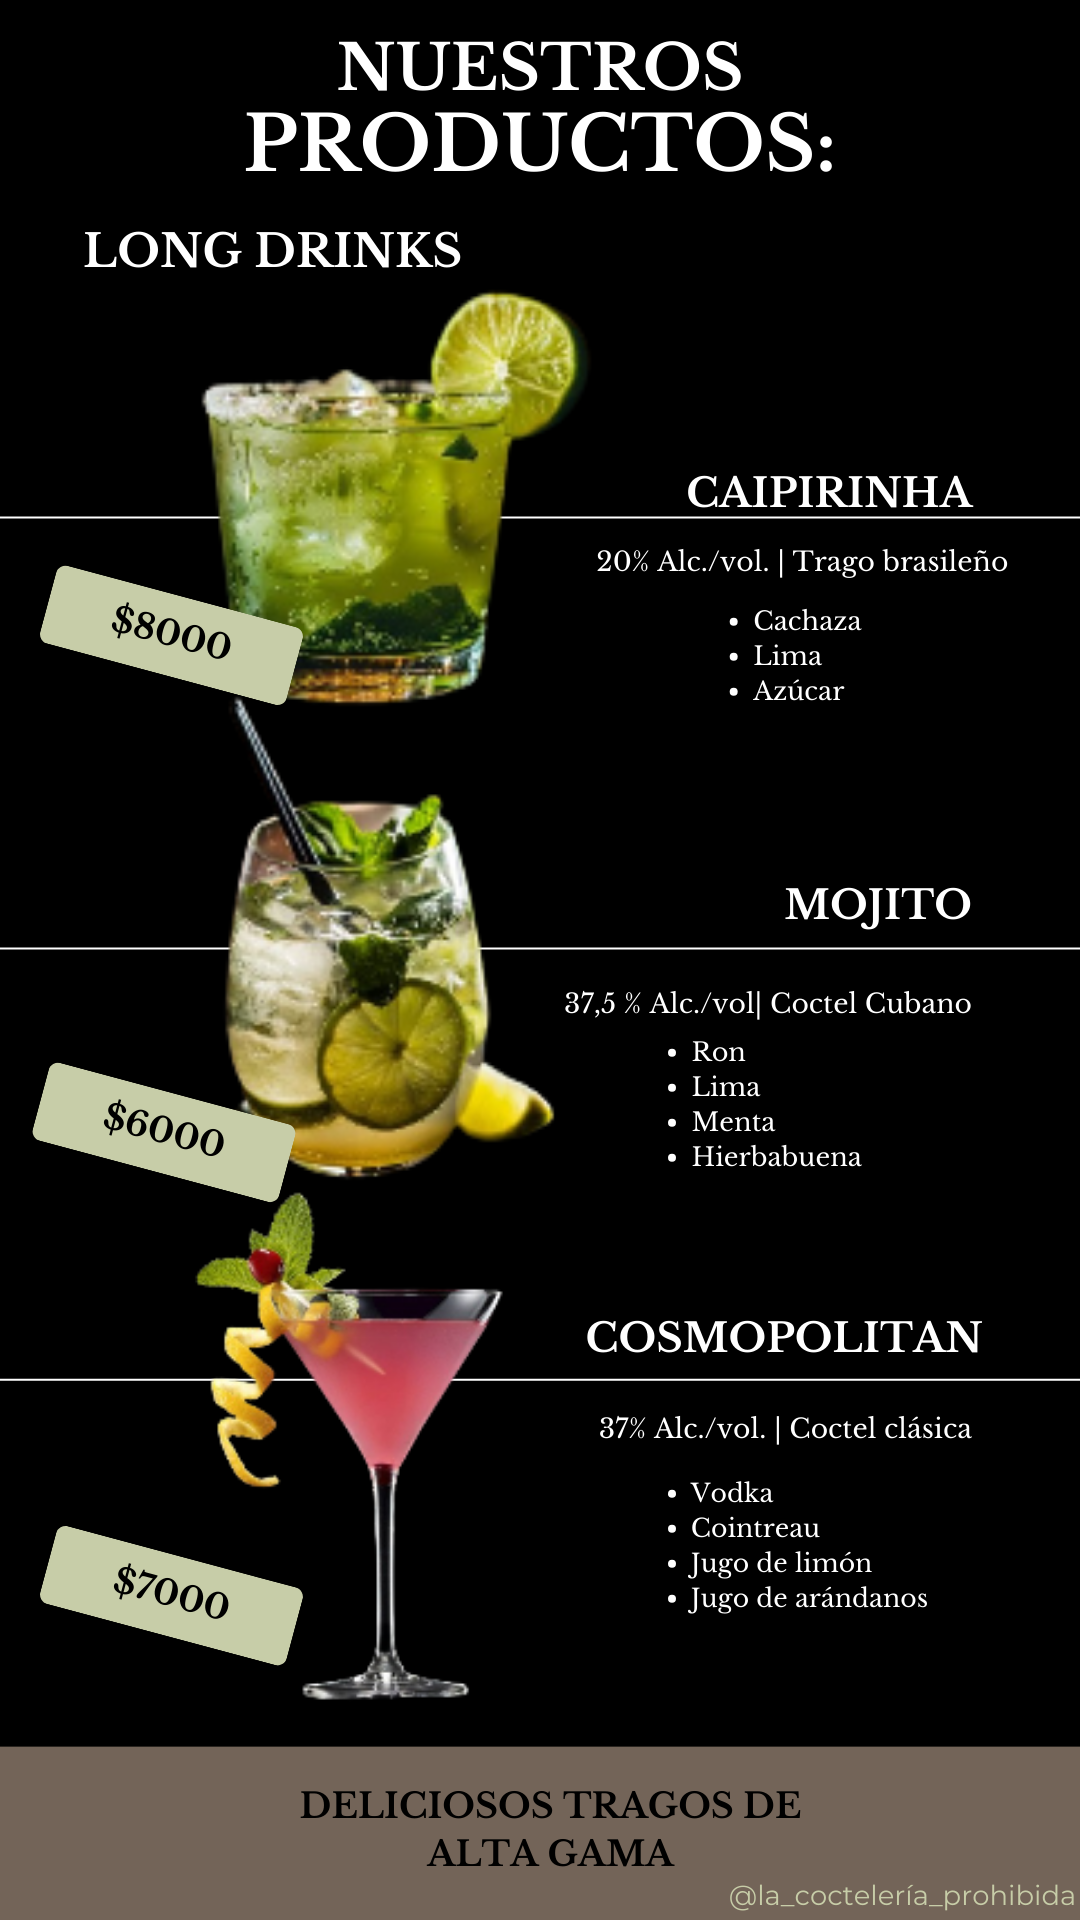 NUESTROS
PRODUCTOS:
LONG DRINKS
CAIPIRINHA
20% Alc./vol. | Trago brasileño
• Cachaza
• Lima
• Azúcar
$8000
MOJITO
37,5 % Alc./vol| Coctel Cubano
• Ron
• Lima
• Menta
• Hierbabuena
$6000
COSMOPOLITAN
37% Alc./vol. | Coctel clásica
• Vodka
• Cointreau
• Jugo de limón
• Jugo de arándanos
$7000
DELICIOSOS TRAGOS DE
ALTA GAMA
@la_coctelería_prohibida